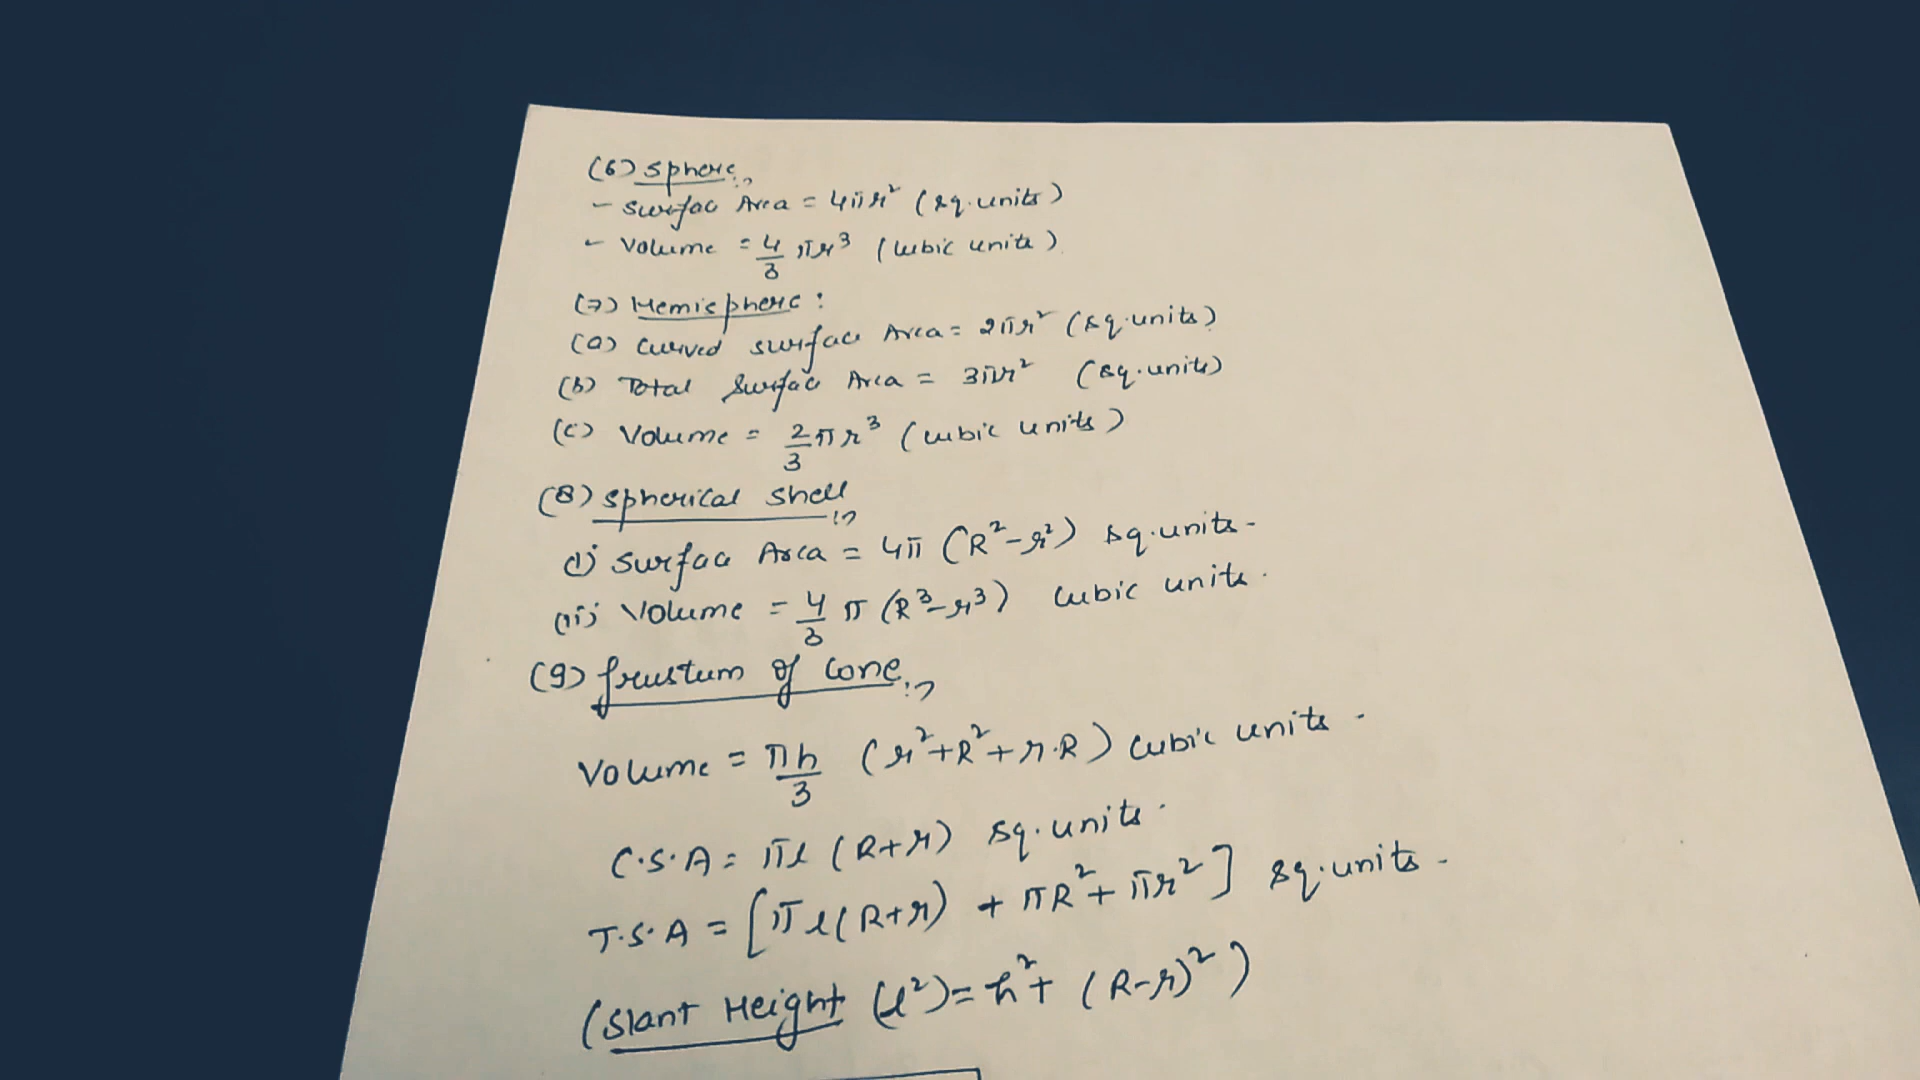 (6) Sphere:
- Surfac Area = 4πr² (sq.units)
- Volume = 4/3 πr³ (cubic units)
(7) Hemisphere:
(a) curved surface Area = 2πr² (sq.units)
(b) Total Surfac Area = 3πr² (sq.units)
(c) Volume = 2/3 πr³ (cubic units)
(8) spherical shell:
(i) Surface Area = 4π (R²-r²) sq.units.
(ii) Volume = 4/3 π (R³-r³) cubic units.
(9) frustum of cone:
Volume = πh/3 (r²+R²+r.R) cubic units.
C.S.A = πl (R+r) sq.units.
T.S.A = [πl(R+r) + πR² + πr²] sq.units.
(Slant Height (l²) = h² + (R-r)²)